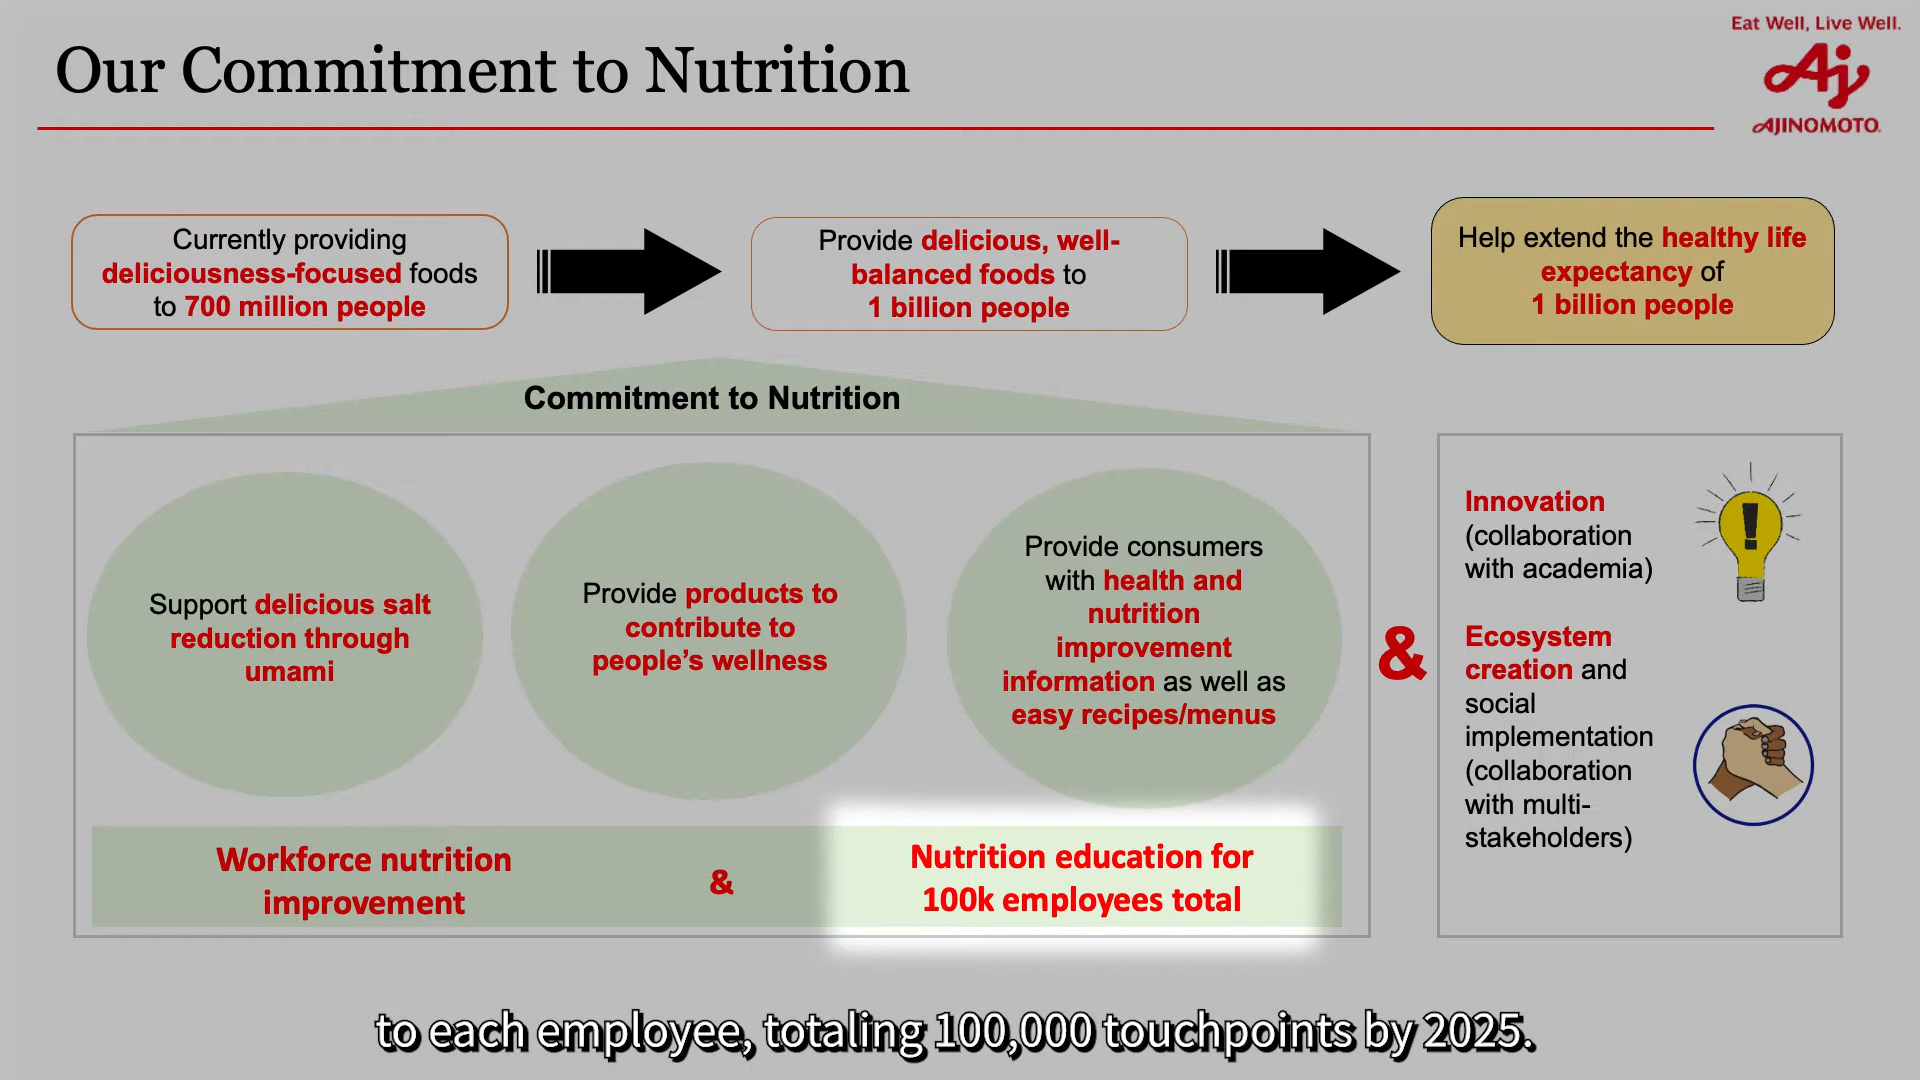 Eat Well, Live Well.
Our Commitment to Nutrition
Aj
AJINOMOTO®
Currently providing
deliciousness-focused foods
to 700 million people
Provide delicious, well-
balanced foods to
1 billion people
Help extend the healthy life
expectancy of
1 billion people
Commitment to Nutrition
Support delicious salt
reduction through
umami
Provide products to
contribute to
people’s wellness
Provide consumers
with health and
nutrition
improvement
information as well as
easy recipes/menus
Workforce nutrition
improvement
&
Nutrition education for
100k employees total
&
Innovation
(collaboration
with academia)
!
Ecosystem
creation and
social
implementation
(collaboration
with multi-
stakeholders)
to each employee, totaling 100,000 touchpoints by 2025.